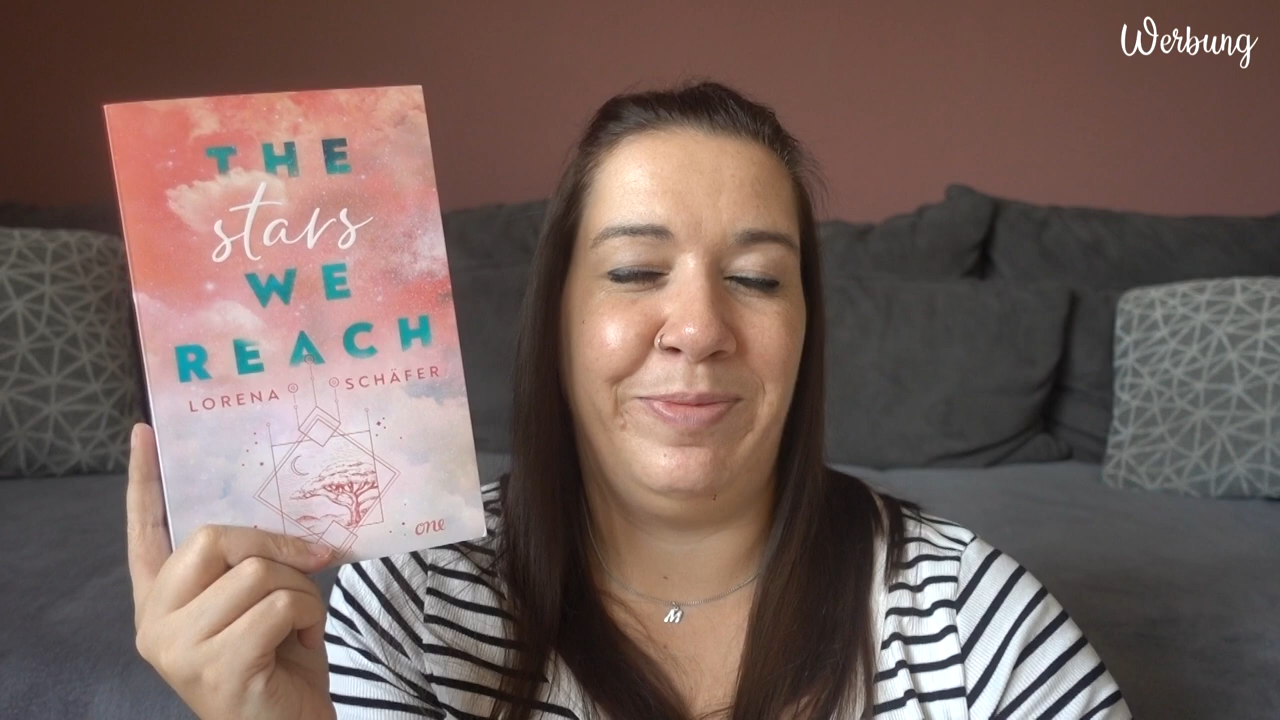 Werbung
THE
stars
WE
REACH
LORENA SCHÄFER
one
M